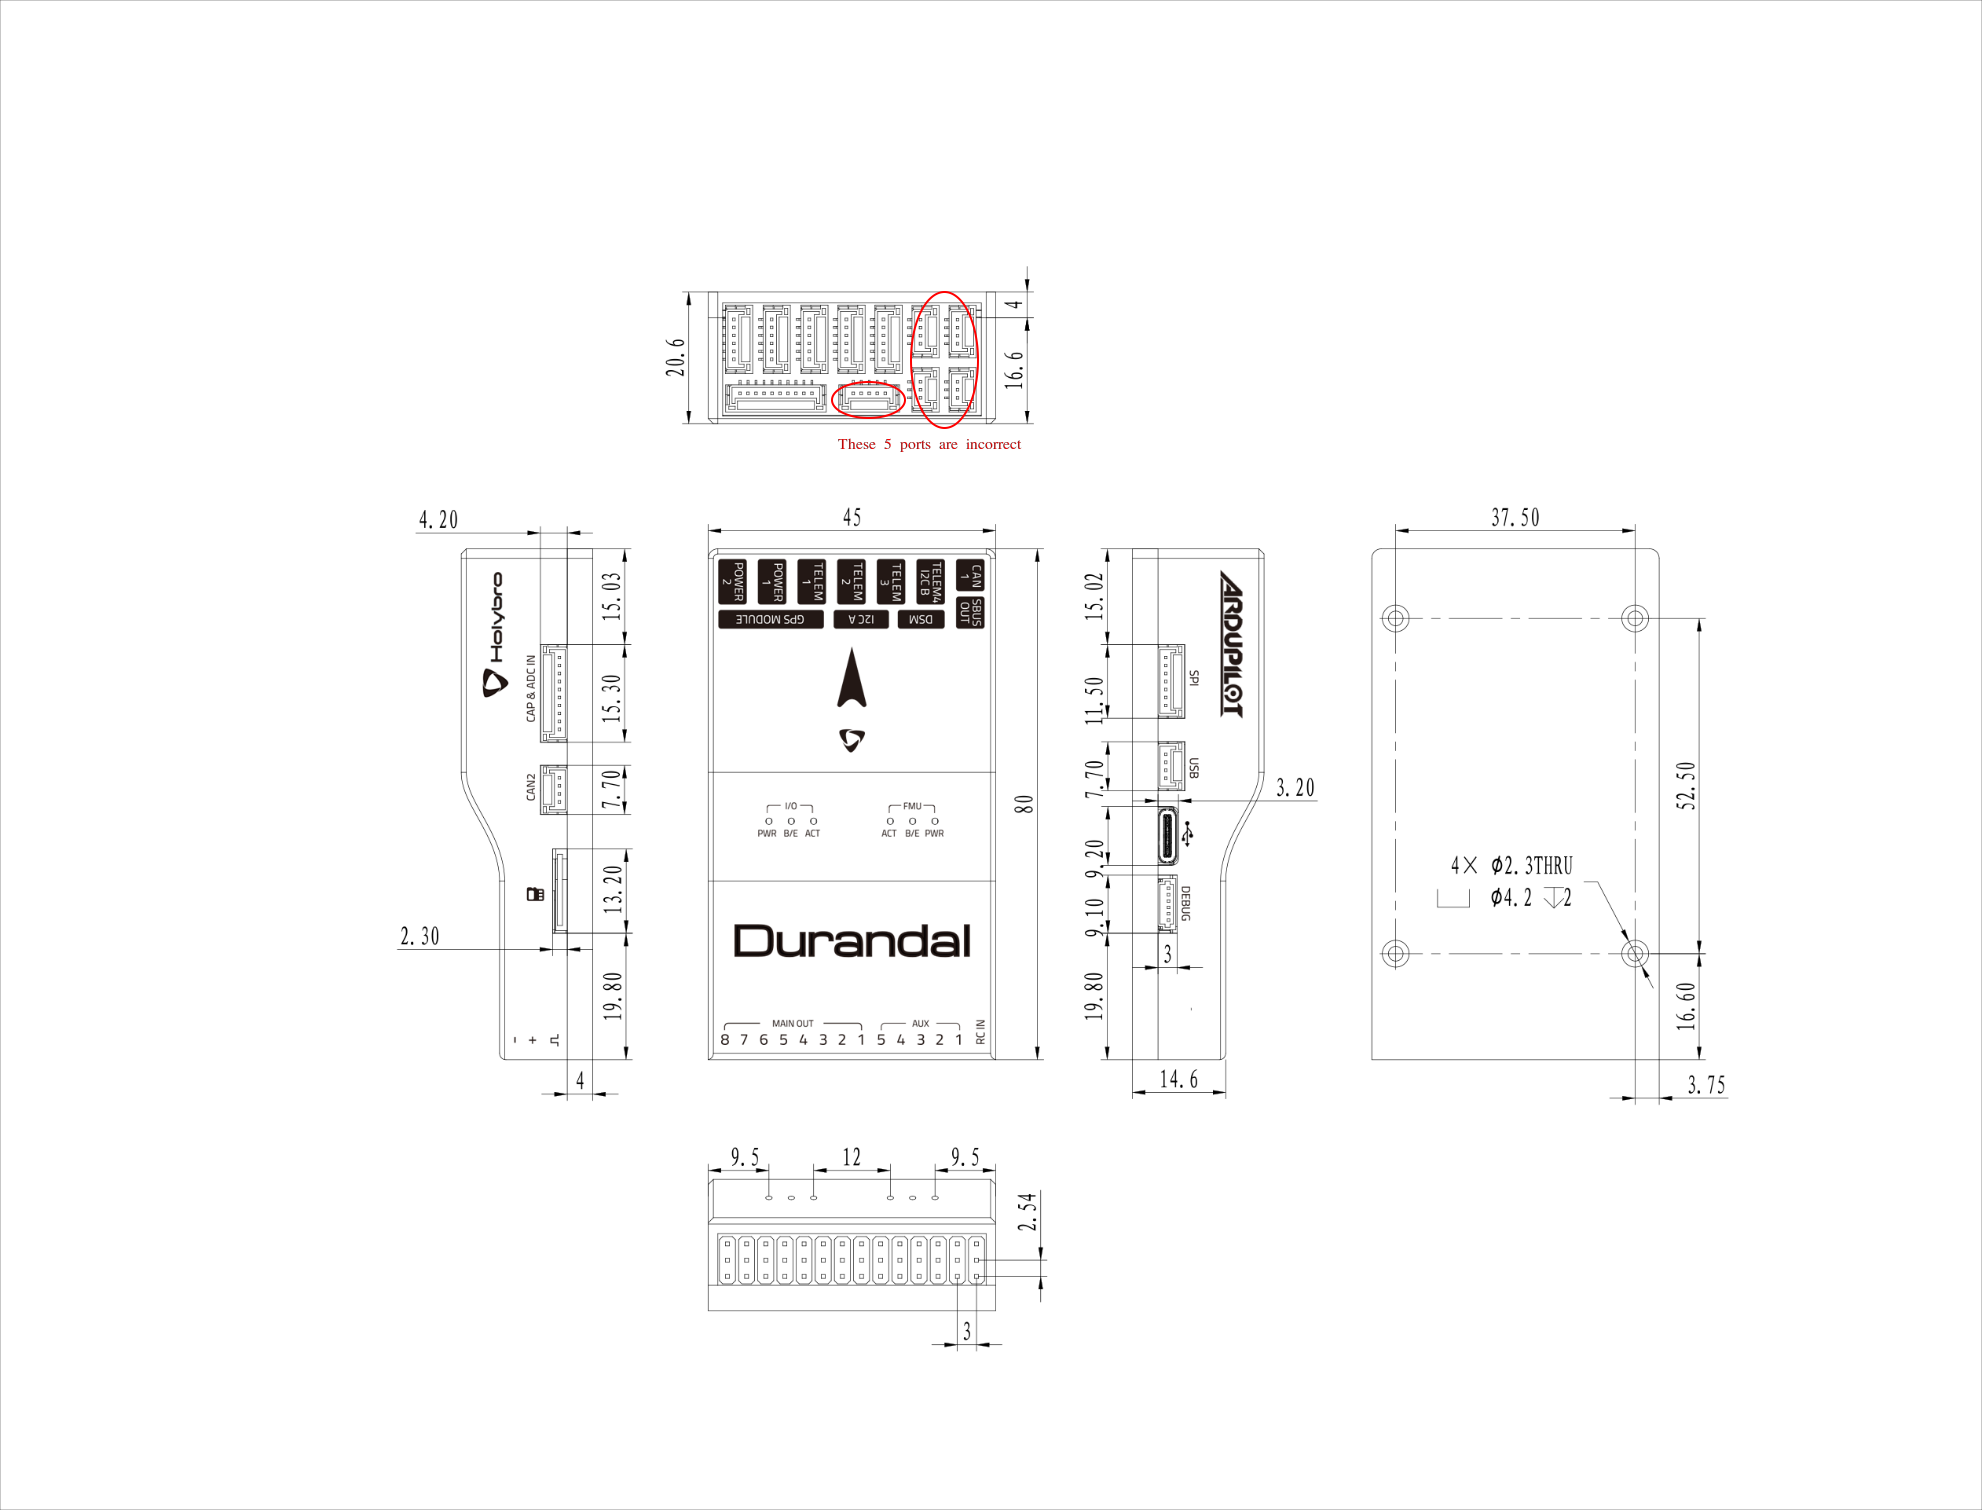 4
20.6
16.6
These 5 ports are incorrect
4.20
15.03
Holybro
CAP & ADC IN
15.30
CAN2
7.70
13.20
2.30
19.80
- +
4
45
POWER 2
POWER 1
TELEM 1
TELEM 2
TELEM 3
TELEM4 I2C B
CAN 1
GPS MODULE
I2C A
DSM
SBUS OUT
80
I/O
FMU
PWR B/E ACT
ACT B/E PWR
Durandal
MAIN OUT
AUX
RC IN
8 7 6 5 4 3 2 1 5 4 3 2 1
15.02
ARDUPILOT
SPI
11.50
USB
7.70
3.20
9.20
DEBUG
9.10
3
19.80
14.6
37.50
52.50
4X ϕ2.3THRU
⌴ ϕ4.2 ↧2
16.60
3.75
9.5
12
9.5
2.54
3